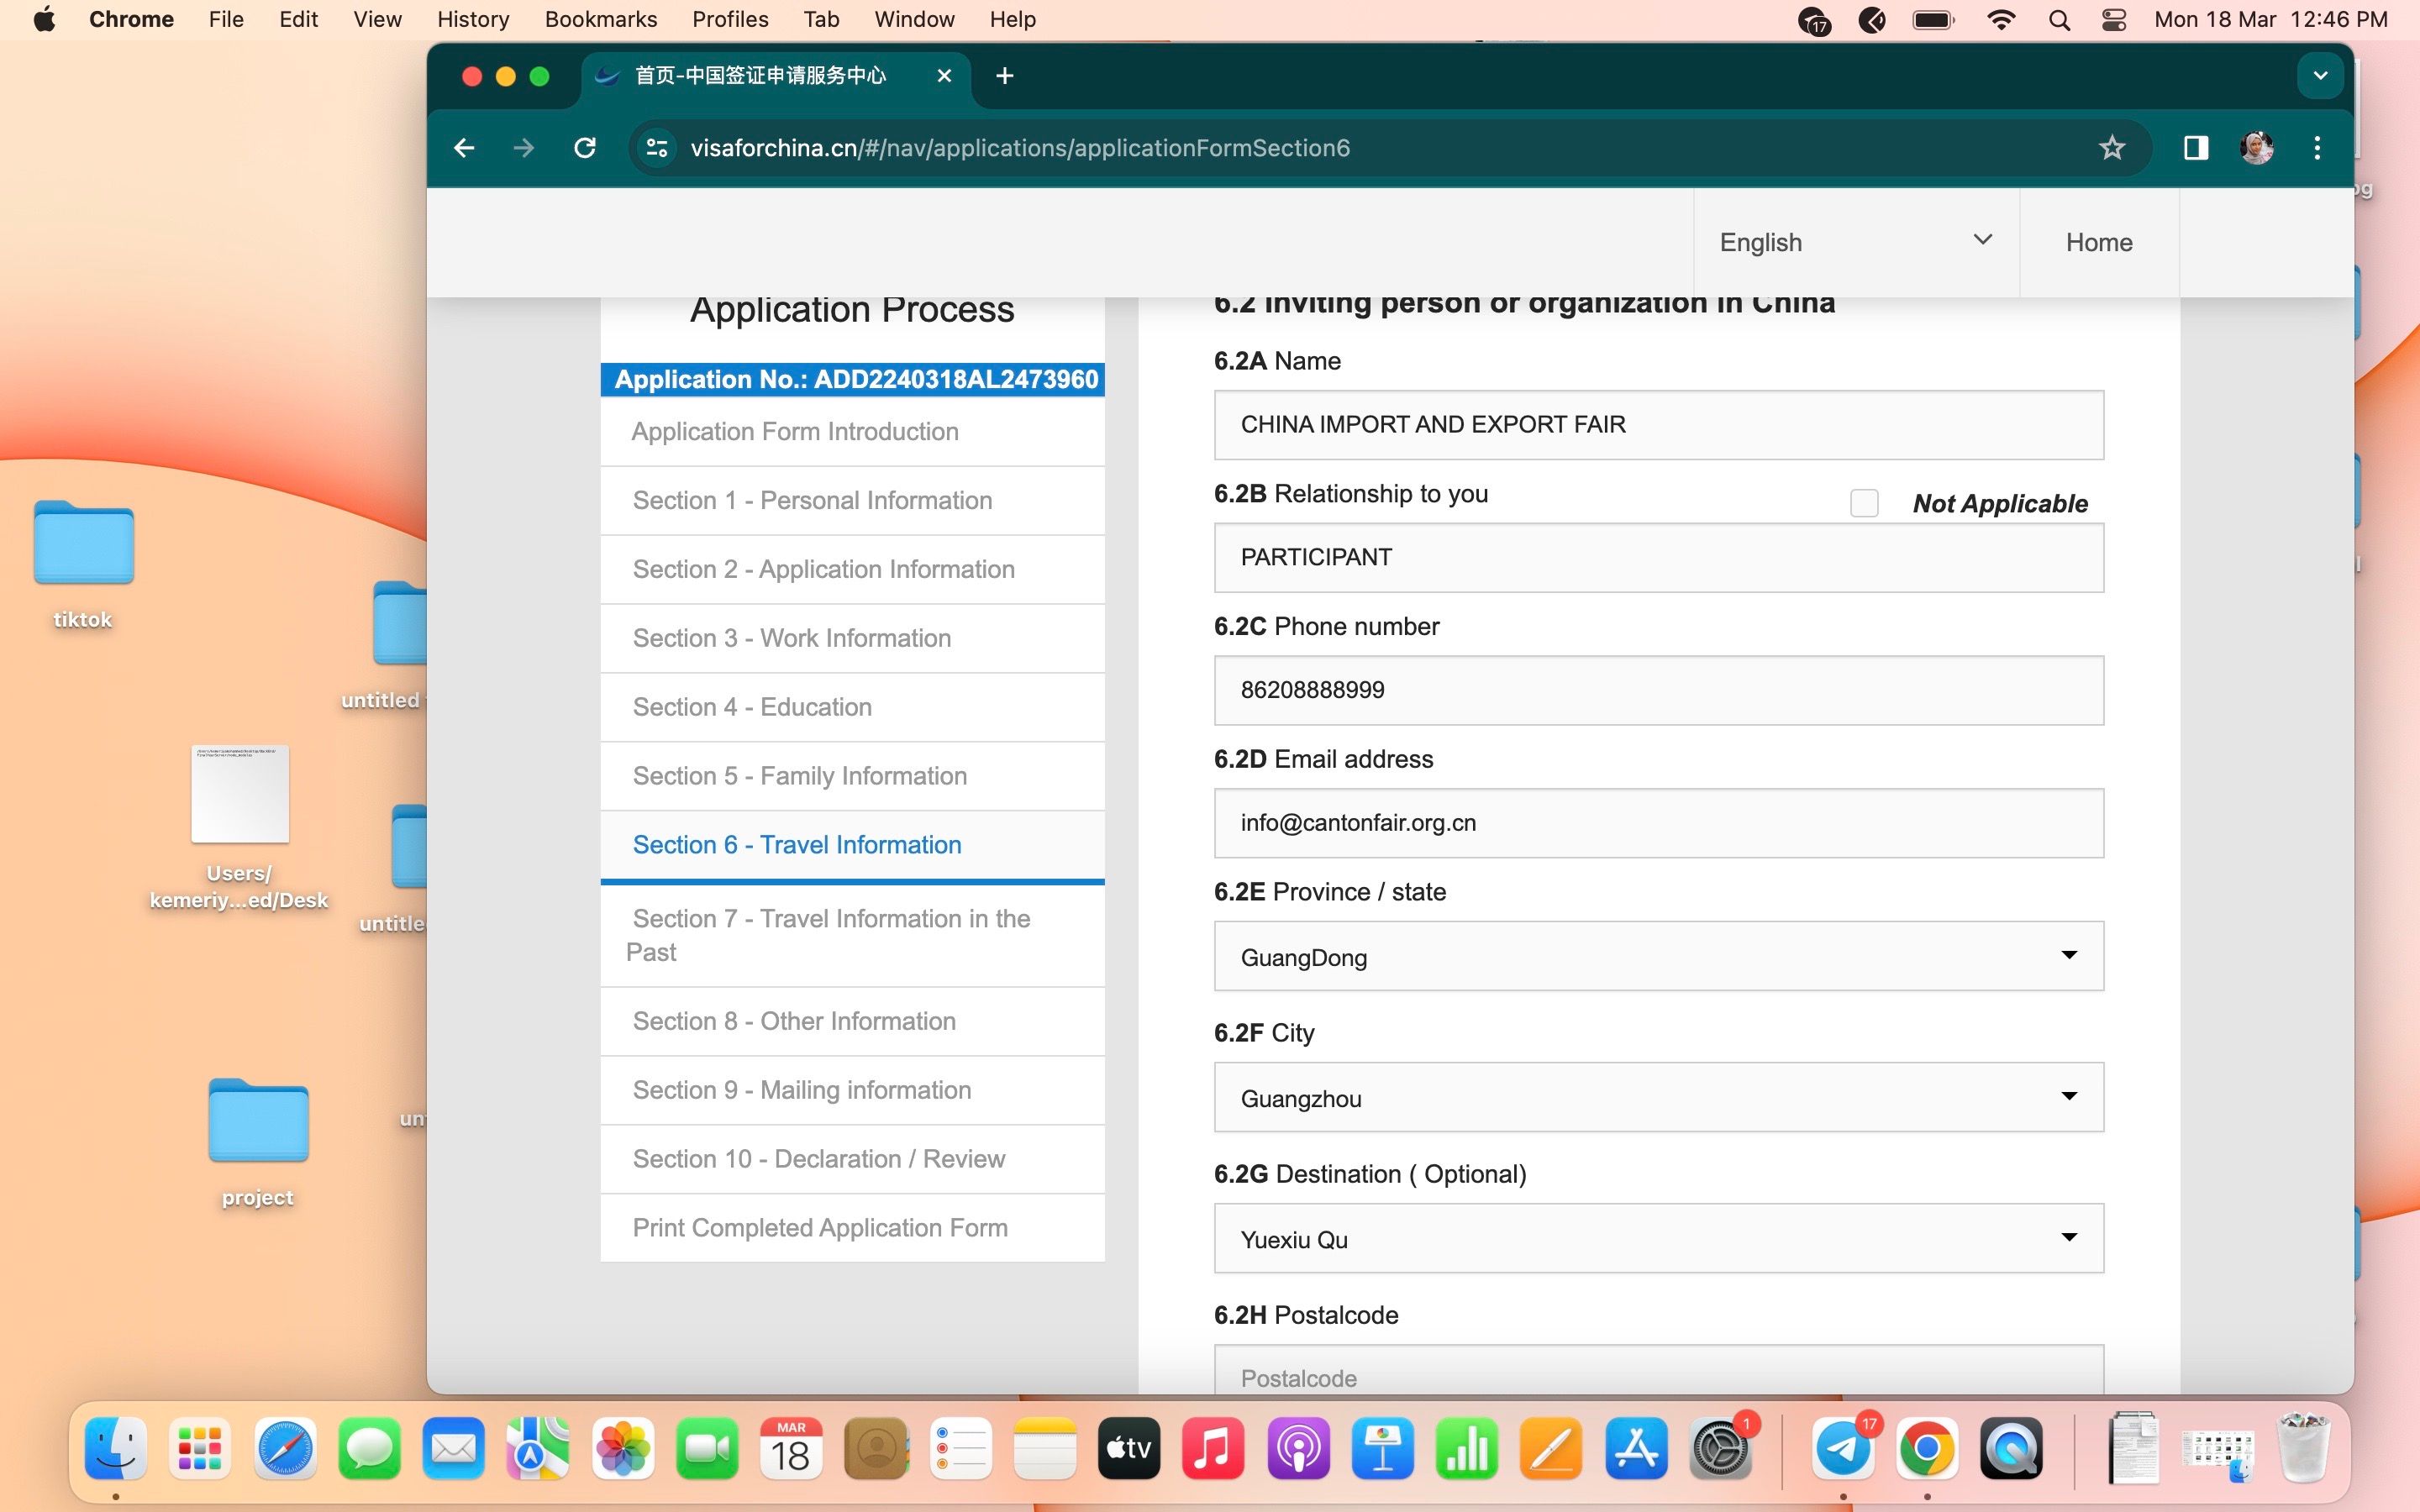 Chrome File Edit View History Bookmarks Profiles Tab Window Help 17 Mon 18 Mar 12:46 PM
首页-中国签证申请服务中心
visaforchina.cn/#/nav/applications/applicationFormSection6
English Home
Application Process
Application No.: ADD2240318AL2473960
Application Form Introduction
Section 1 - Personal Information
Section 2 - Application Information
Section 3 - Work Information
Section 4 - Education
Section 5 - Family Information
Section 6 - Travel Information
Section 7 - Travel Information in the
Past
Section 8 - Other Information
Section 9 - Mailing information
Section 10 - Declaration / Review
Print Completed Application Form
6.2 Inviting person or organization in China
6.2A Name
CHINA IMPORT AND EXPORT FAIR
6.2B Relationship to you
Not Applicable
PARTICIPANT
6.2C Phone number
86208888999
6.2D Email address
info@cantonfair.org.cn
6.2E Province / state
GuangDong
6.2F City
Guangzhou
6.2G Destination ( Optional)
Yuexiu Qu
6.2H Postalcode
Postalcode
tiktok
untitled
Users/
kemeriy...ed/Desk
untitle
project
un
MAR
18
tv
1
17